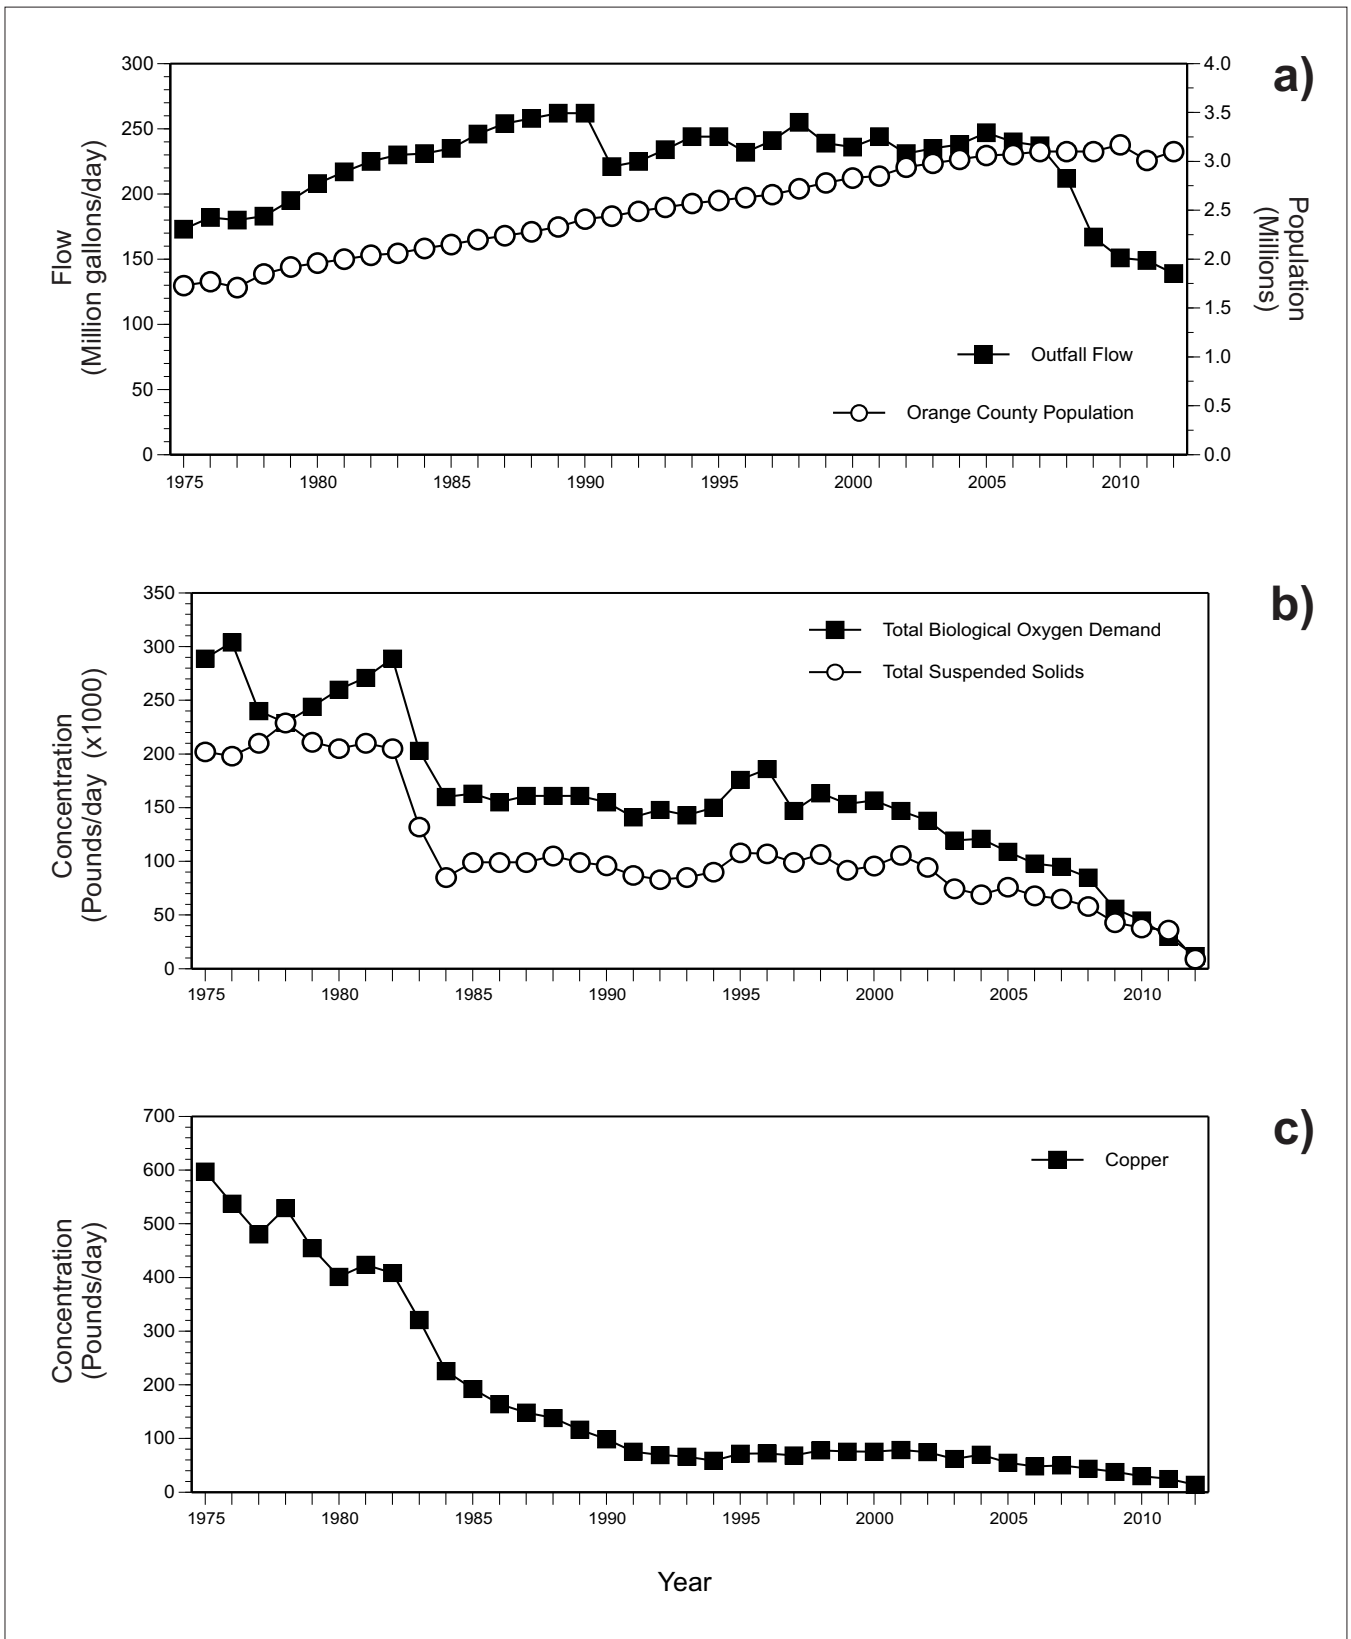 a)
300
250
200
150
100
50
0
Flow
(Million gallons/day)
4.0
3.5
3.0
2.5
2.0
1.5
1.0
0.5
0.0
Population
(Millions)
Outfall Flow
Orange County Population
1975 1980 1985 1990 1995 2000 2005 2010
b)
350
300
250
200
150
100
50
0
Concentration
(Pounds/day (x1000)
Total Biological Oxygen Demand
Total Suspended Solids
1975 1980 1985 1990 1995 2000 2005 2010
c)
700
600
500
400
300
200
100
0
Concentration
(Pounds/day)
Copper
1975 1980 1985 1990 1995 2000 2005 2010
Year